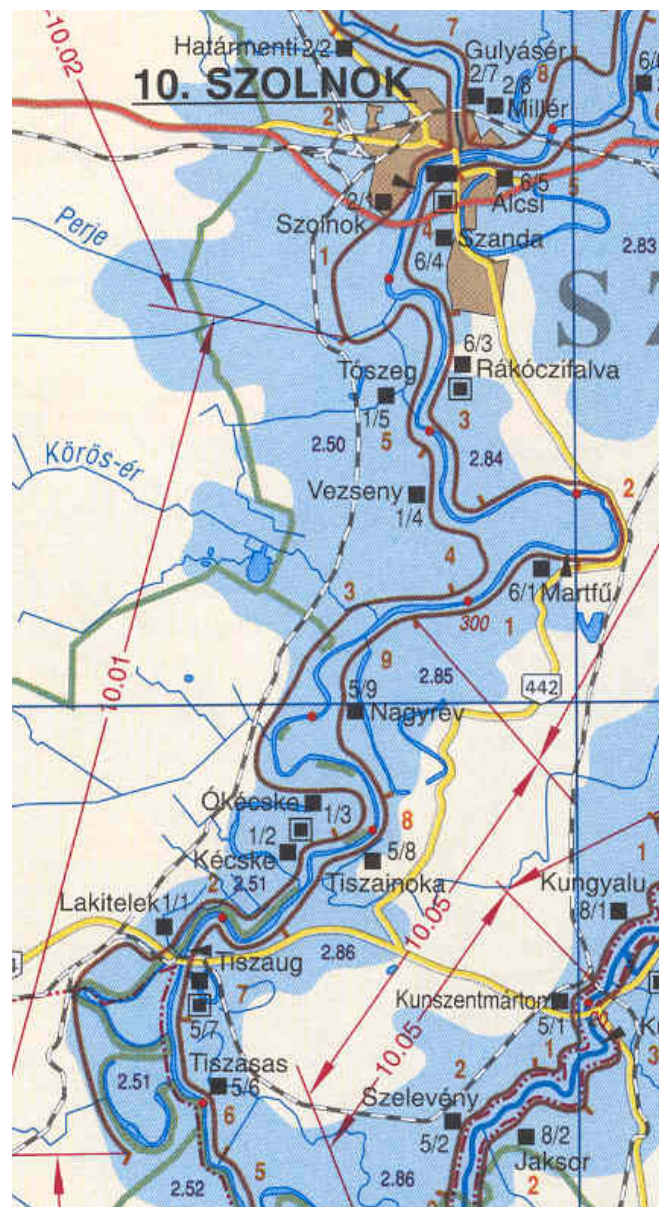 10.02
Határmenti 2/2
7
Gulyásér
2/7
8
2/8
Millér
6/6
10. SZOLNOK
2
6/5
5
Alcsi
2/1
Szolnok
4
Szanda
6/4
Perje
1
2.83
S Z
6/3
Rákóczifalva
Tószeg
1/5
5
3
2.50
2.84
Körös-ér
Vezseny
1/4
2
4
3
6/1 Martfű
300
1
10.01
9
2.85
442
5/9
Nagyrév
Ókécske
1/3
8
1/2
Kécske
5/8
Tiszainoka
1
2
2.51
Lakitelek 1/1
Kungyalu
8/1
10.05
2.86
Tiszaug
7
Kunszentmárton
5/1
20
5/7
10.05
Tiszasas
5/6
2.51
2
1
3
Szelevény
5/2
6
8/2
Jaksor
5
2.86
2
2.52